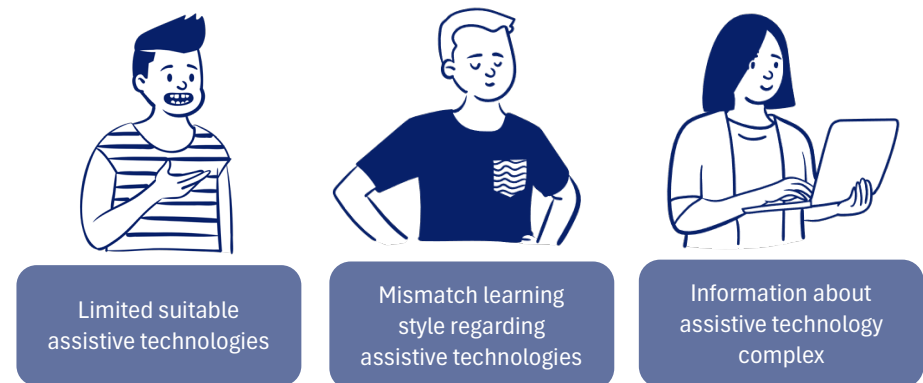 Limited suitable
assistive technologies
Mismatch learning
style regarding
assistive technologies
Information about
assistive technology
complex